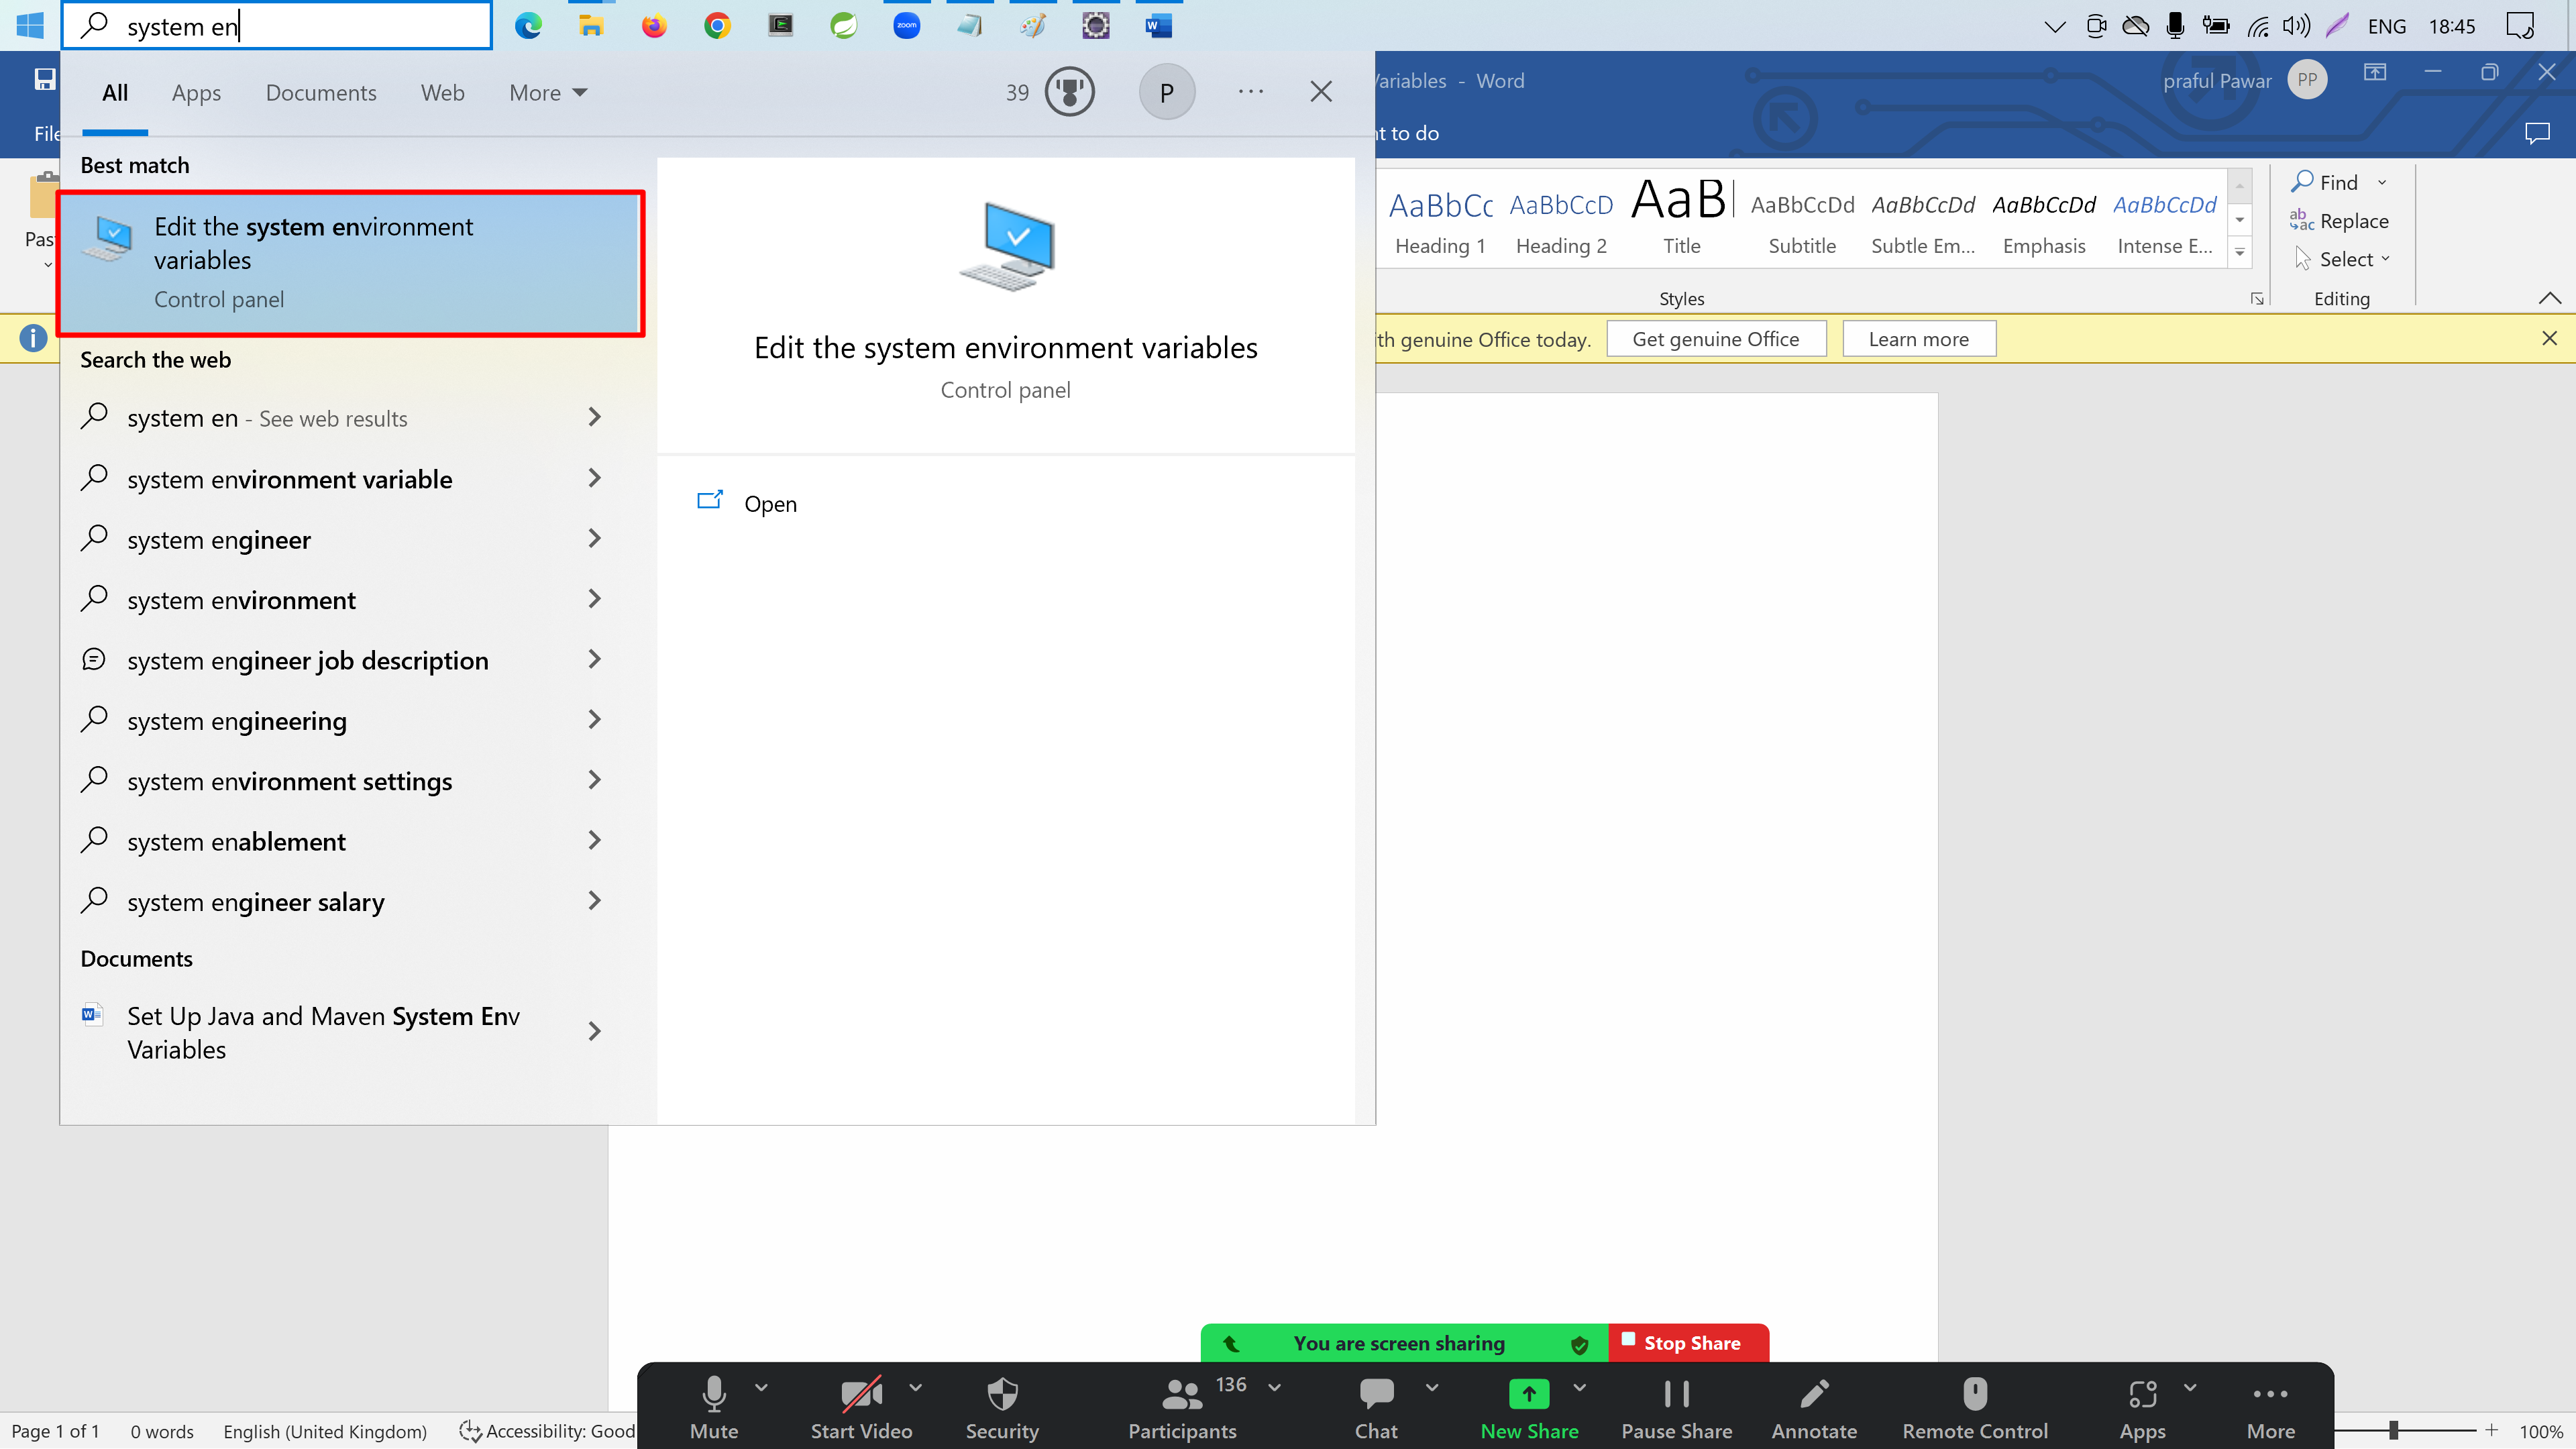 system en
zoom
ENG 18:45
All Apps Documents Web More 39 P
Variables - Word
praful Pawar PP
File
t to do
Best match
Edit the system environment
variables
Control panel
Edit the system environment variables
Control panel
Open
Past
AaBbCc AaBbCcD AaB AaBbCcDd AaBbCcDd AaBbCcDd AaBbCcDd
Heading 1 Heading 2 Title Subtitle Subtle Em... Emphasis Intense E...
Styles
Find
Replace
Select
Editing
th genuine Office today. Get genuine Office Learn more
Search the web
system en - See web results
system environment variable
system engineer
system environment
system engineer job description
system engineering
system environment settings
system enablement
system engineer salary
Documents
Set Up Java and Maven System Env
Variables
You are screen sharing Stop Share
Mute Start Video Security Participants 136 Chat New Share Pause Share Annotate Remote Control Apps More
Page 1 of 1 0 words English (United Kingdom) Accessibility: Good
100%